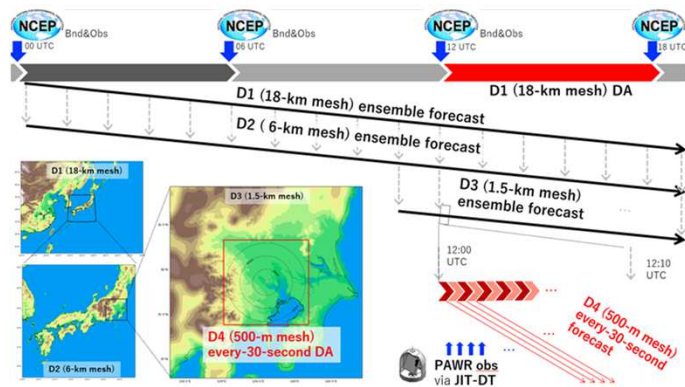 NCEP
Bnd&Obs
NCEP
Bnd&Obs
NCEP
Bnd&Obs
NCEP
00 UTC
06 UTC
12 UTC
18 UTC
D1 (18-km mesh) ensemble forecast
D1 (18-km mesh) DA
D2 ( 6-km mesh) ensemble forecast
D3 (1.5-km mesh)
ensemble forecast
...
D1 (18-km mesh)
D3 (1.5-km mesh)
12:00
UTC
12:10
UTC
D4 (500-m mesh)
every-30-second DA
D2 (6-km mesh)
...
D4 (500-m mesh)
every-30-second
forecast
...
PAWR obs
via JIT-DT
...